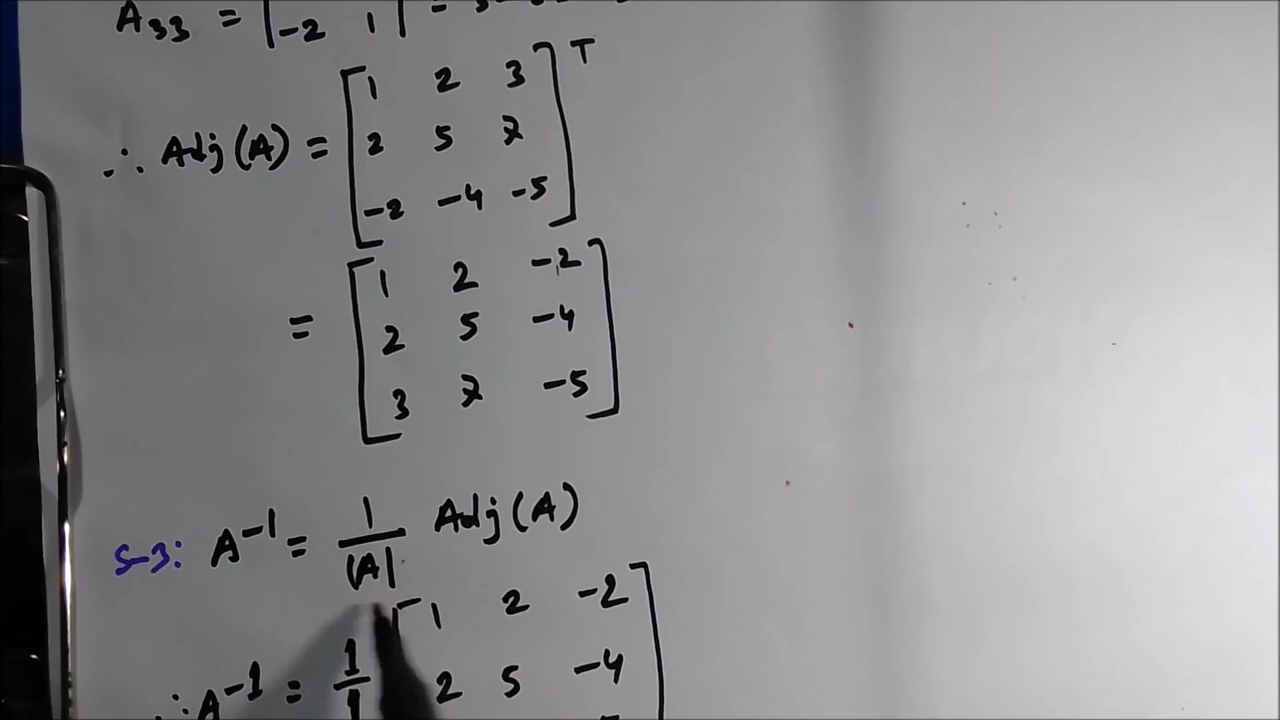 A33 = |-2 1| =
∴ Adj(A) = [1 2 3
2 5 7
-2 -4 -5]T
= [1 2 -2
2 5 -4
3 7 -5]
S-3: A-1 = 1/|A| Adj(A)
∴ A-1 = 1/1 [1 2 -2
2 5 -4